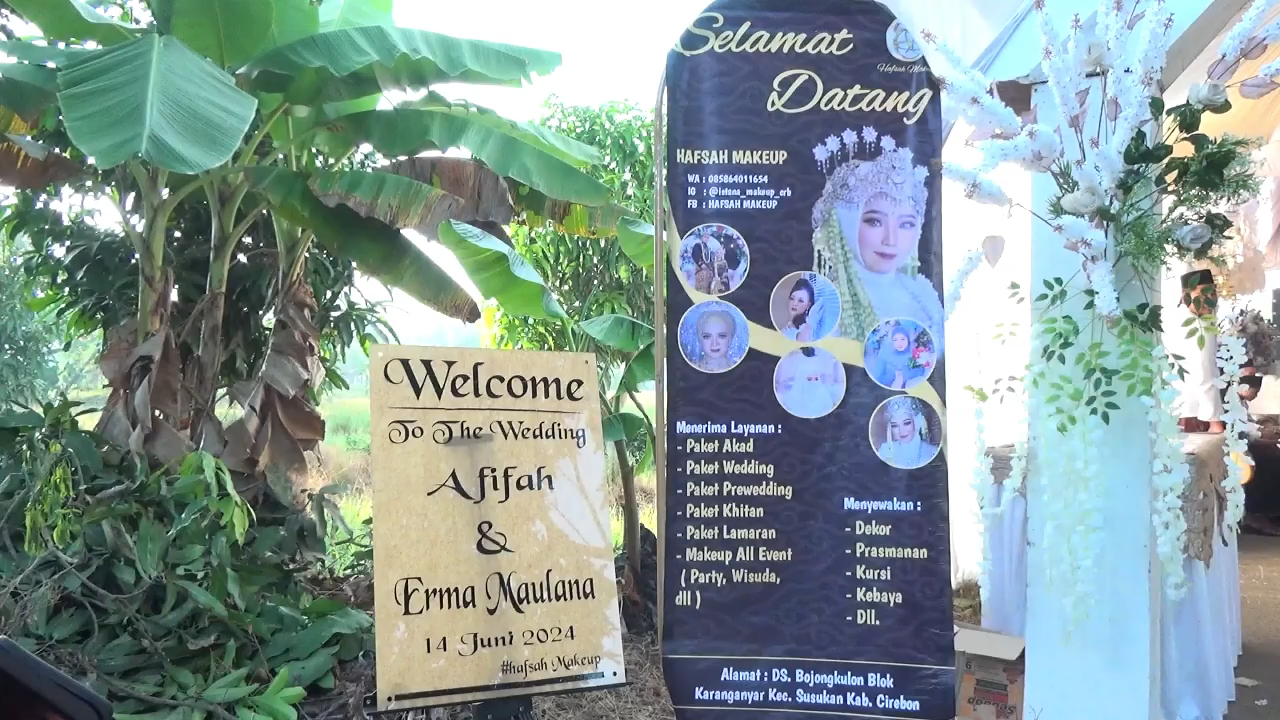 Welcome
To The Wedding
Afifah
&
Erma Maulana
14 Juni 2024
#hafsah Makeup
Selamat
Datang
HAFSAH MAKEUP
WA : 085864011654
IG : @istana_makeup_crb
FB : HAFSAH MAKEUP
Menerima Layanan :
- Paket Akad
- Paket Wedding
- Paket Prewedding
- Paket Khitan
- Paket Lamaran
- Makeup All Event
( Party, Wisuda,
dll )
Menyewakan :
- Dekor
- Prasmanan
- Kursi
- Kebaya
- Dll.
Alamat : DS. Bojongkulon Blok
Karanganyar Kec. Susukan Kab. Cirebon